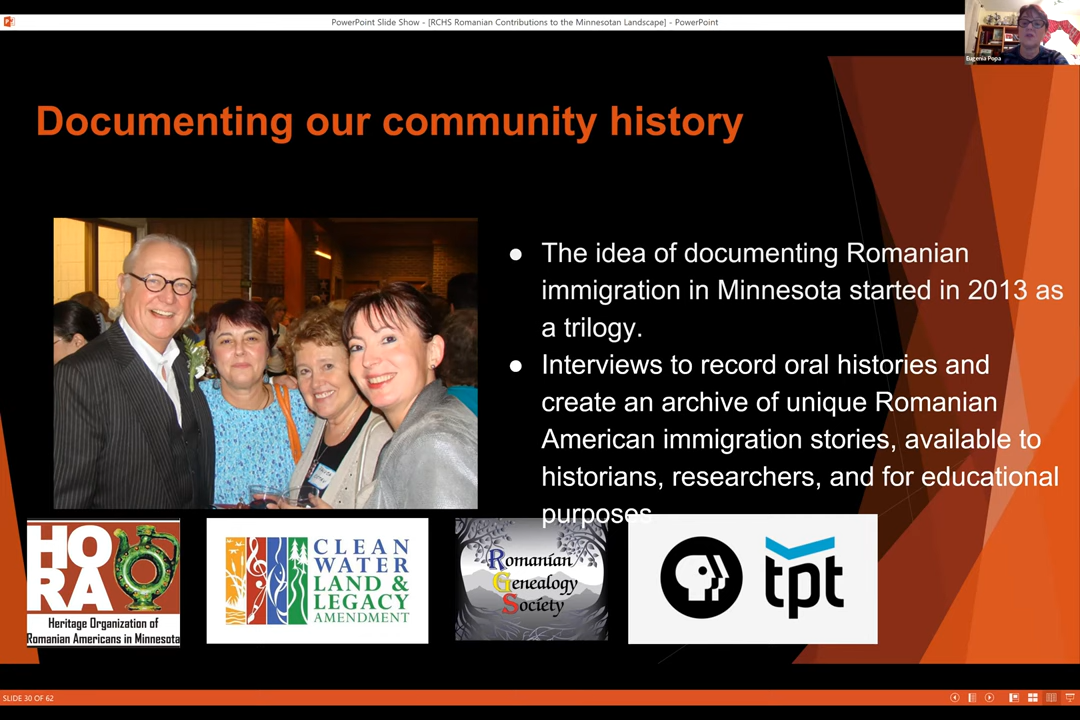 PowerPoint Slide Show - [RCHS Romanian Contributions to the Minnesotan Landscape] - PowerPoint
Eugenia Popa
Documenting our community history
● The idea of documenting Romanian
immigration in Minnesota started in 2013 as
a trilogy.
● Interviews to record oral histories and
create an archive of unique Romanian
American immigration stories, available to
historians, researchers, and for educational
purposes
HO
RA
Heritage Organization of
Romanian Americans in Minnesota
CLEAN
WATER
LAND &
LEGACY
AMENDMENT
Romanian
Genealogy
Society
tpt
SLIDE 30 OF 62